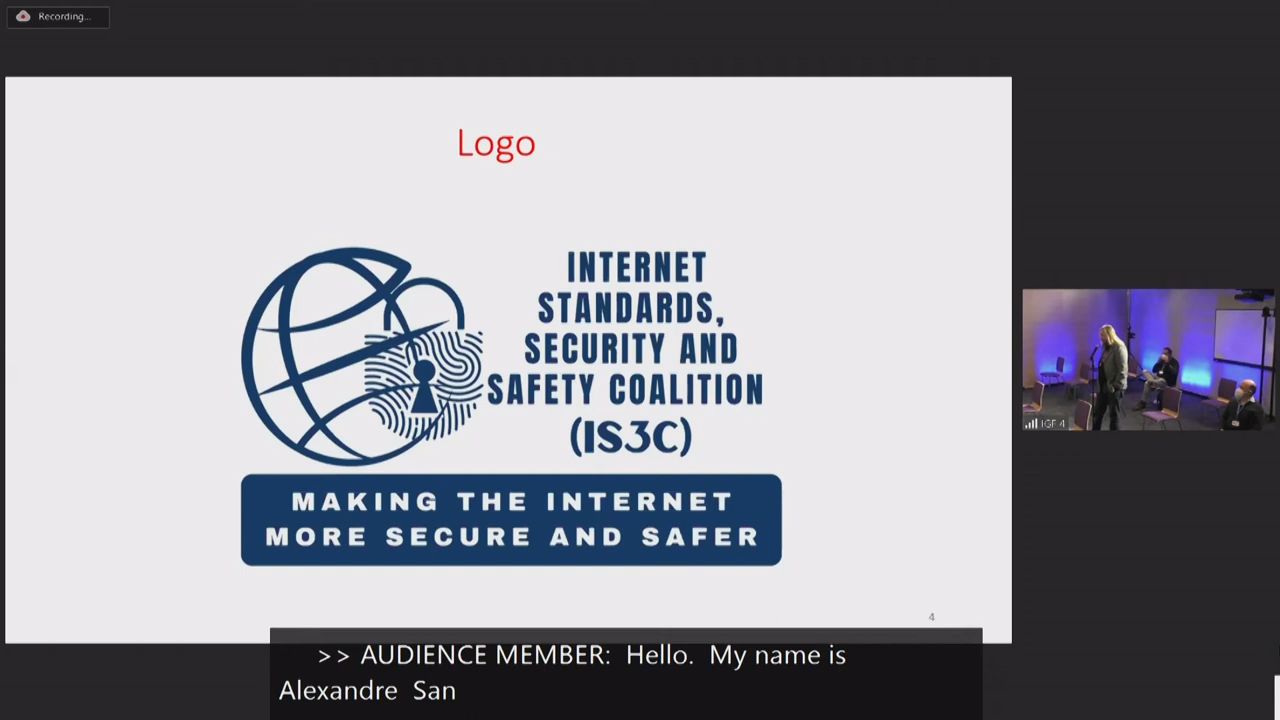 Recording...
Logo
INTERNET
STANDARDS,
SECURITY AND
SAFETY COALITION
(IS3C)
MAKING THE INTERNET
MORE SECURE AND SAFER
4
IGF 4
>> AUDIENCE MEMBER:  Hello.  My name is
Alexandre  San